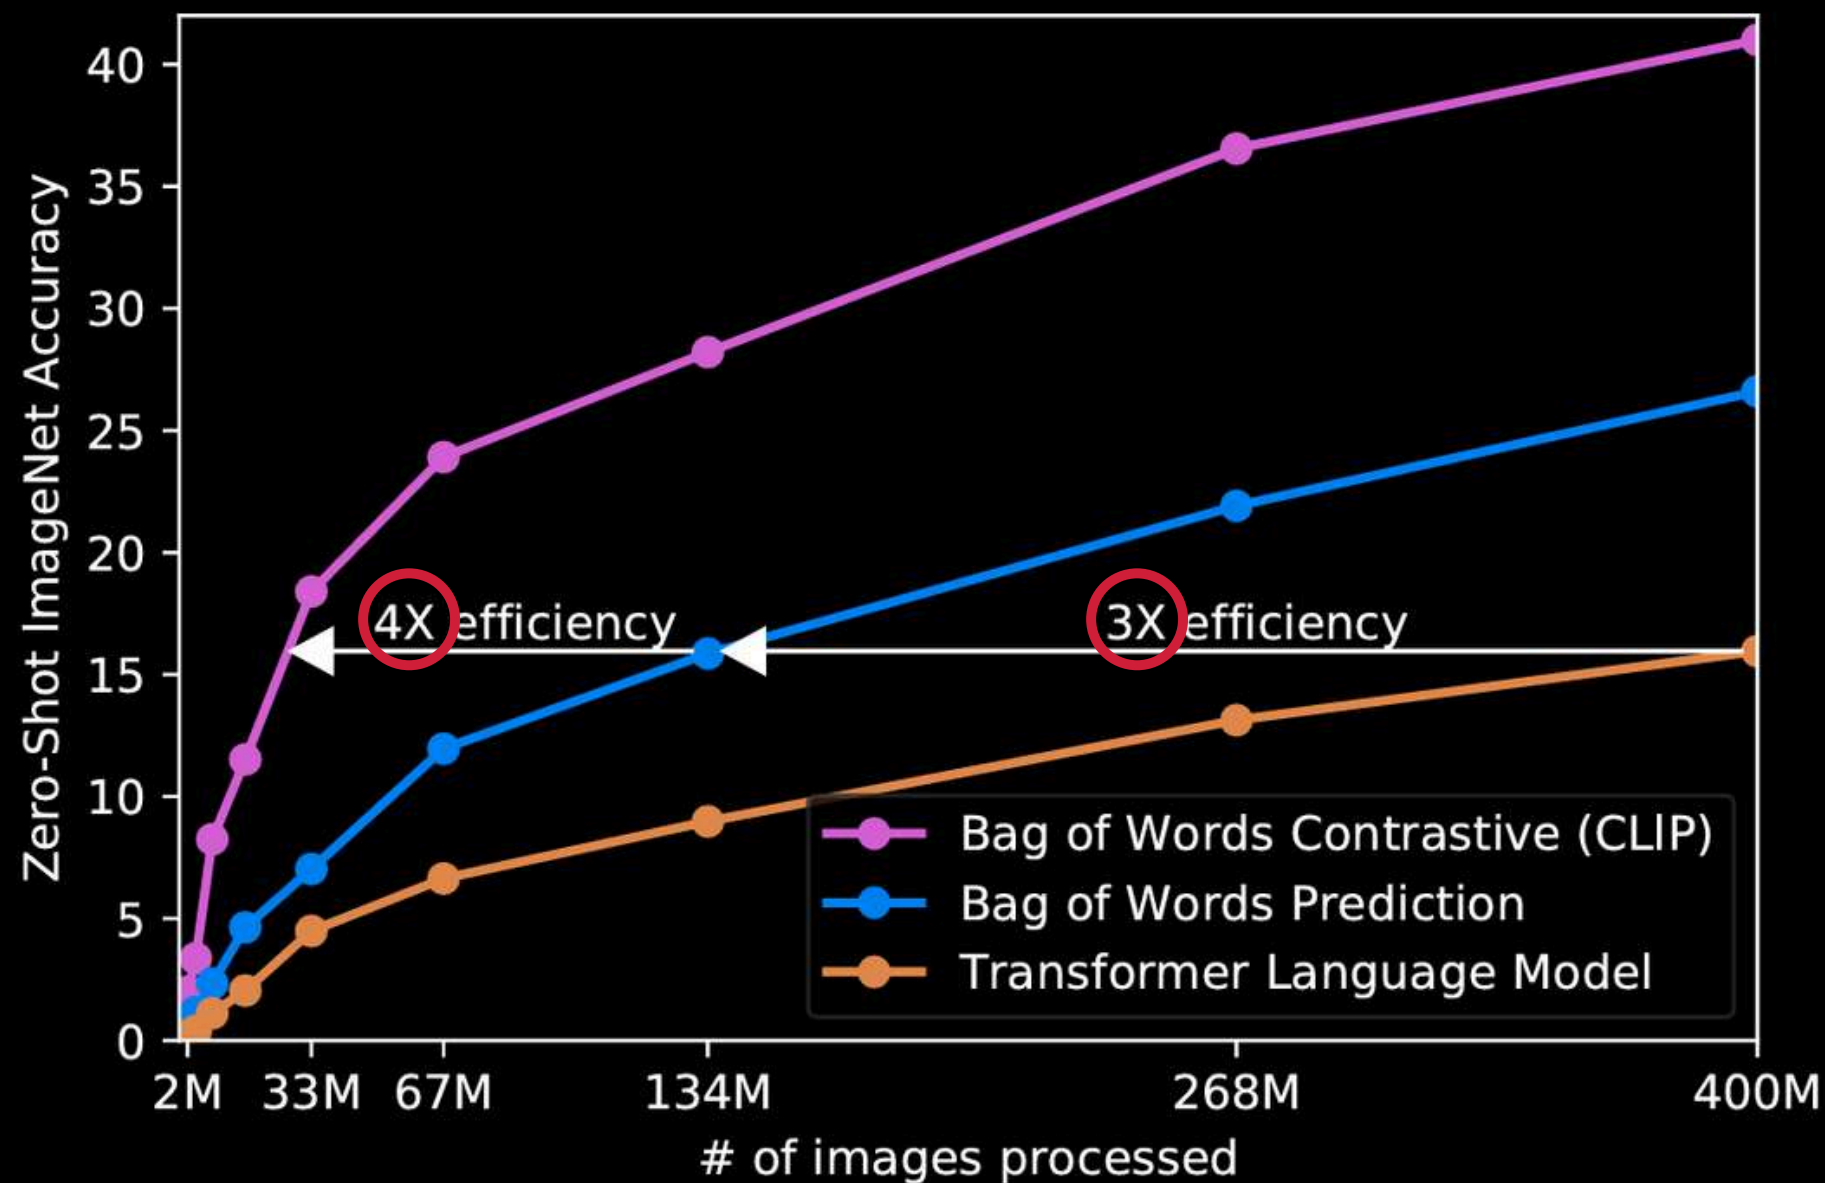 Zero-Shot ImageNet Accuracy
40
35
30
25
20
15
10
5
0
4X efficiency
3X efficiency
Bag of Words Contrastive (CLIP)
Bag of Words Prediction
Transformer Language Model
2M 33M 67M 134M 268M 400M
# of images processed